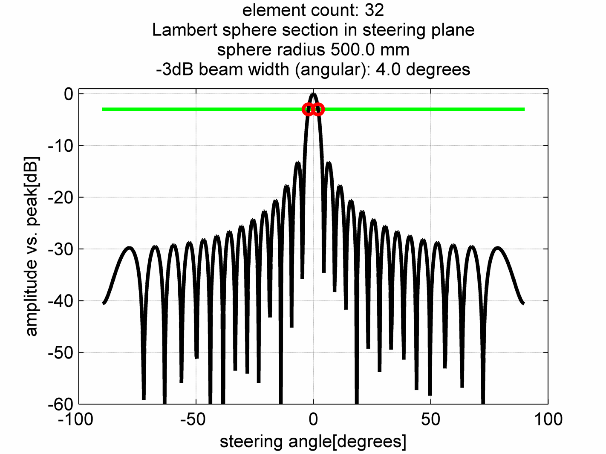 element count: 32
Lambert sphere section in steering plane
sphere radius 500.0 mm
-3dB beam width (angular): 4.0 degrees
0
-10
-20
-30
-40
-50
-60
amplitude vs. peak[dB]
-100
-50
0
50
100
steering angle[degrees]